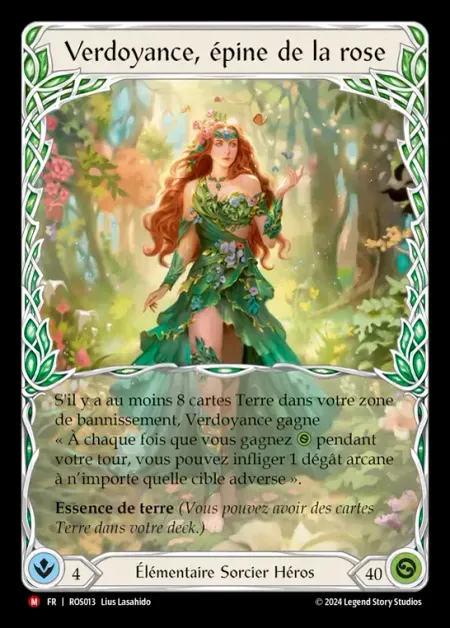 Verdoyance, épine de la rose
S'il y a au moins 8 cartes Terre dans votre zone
de bannissement, Verdoyance gagne
« À chaque fois que vous gagnez pendant
votre tour, vous pouvez infliger 1 dégât arcane
à n'importe quelle cible adverse ».
Essence de terre (Vous pouvez avoir des cartes
Terre dans votre deck.)
4 Élémentaire Sorcier Héros 40
M FR | ROS013 Lius Lasahido © 2024 Legend Story Studios